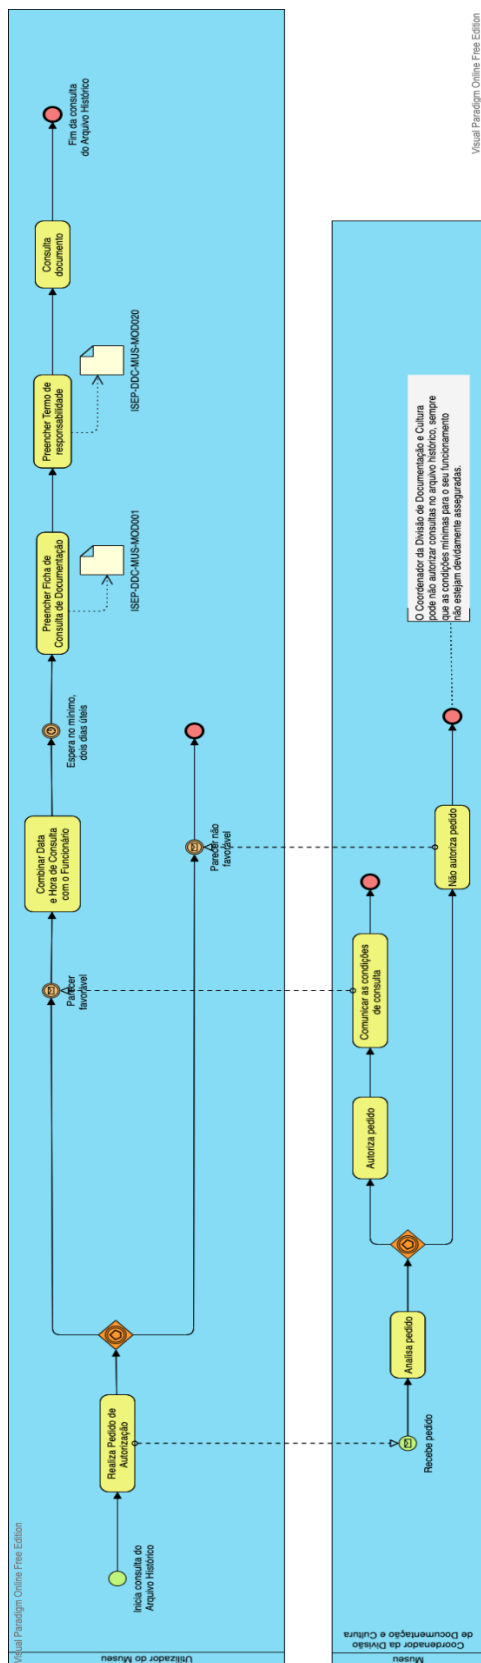 Visual Paradigm Online Free Edition
Utilizador do Museu
Inicia consulta do
Arquivo Histórico
Realiza Pedido de
Autorização
Parecer
favorável
Combinar Data
e Hora de Consulta
com o Funcionário
Espera no mínimo,
dois dias úteis
Preencher Ficha de
Consulta de Documentação
ISEP-DDC-MUS-MOD001
Preencher Termo de
responsabilidade
ISEP-DDC-MUS-MOD020
Consulta
documento
Fim da consulta
do Arquivo Histórico
Parecer não
favorável
Museu
Coordenador da Divisão
de Documentação e Cultura
Recebe pedido
Analisa pedido
Autoriza pedido
Comunicar as condições
de consulta
Não autoriza pedido
O Coordenador da Divisão de Documentação e Cultura
pode não autorizar consultas no arquivo histórico, sempre
que as condições mínimas para o seu funcionamento
não estejam devidamente asseguradas.
Visual Paradigm Online Free Edition